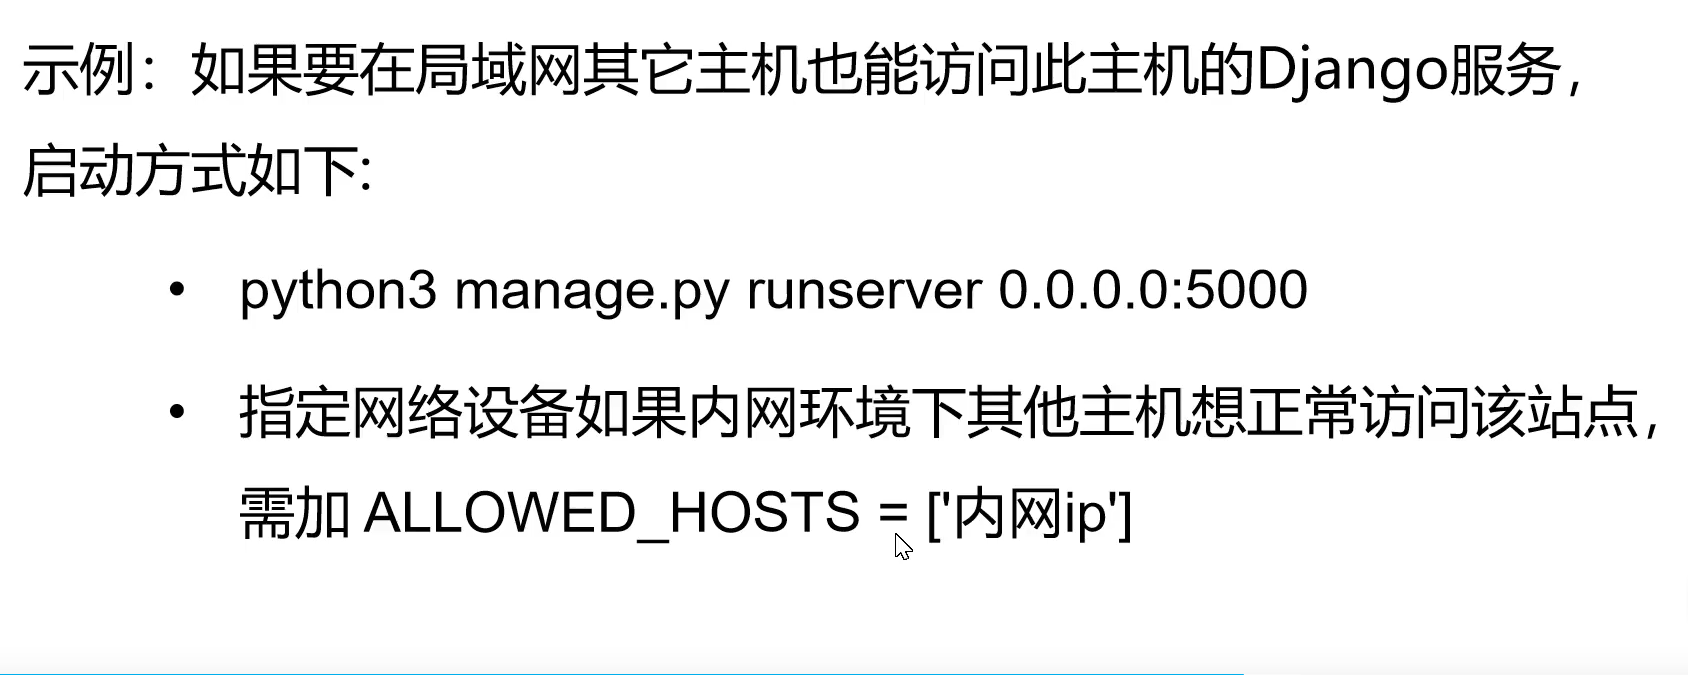 示例：如果要在局域网其它主机也能访问此主机的Django服务，
启动方式如下:
• python3 manage.py runserver 0.0.0.0:5000
• 指定网络设备如果内网环境下其他主机想正常访问该站点，
需加 ALLOWED_HOSTS = ['内网ip']